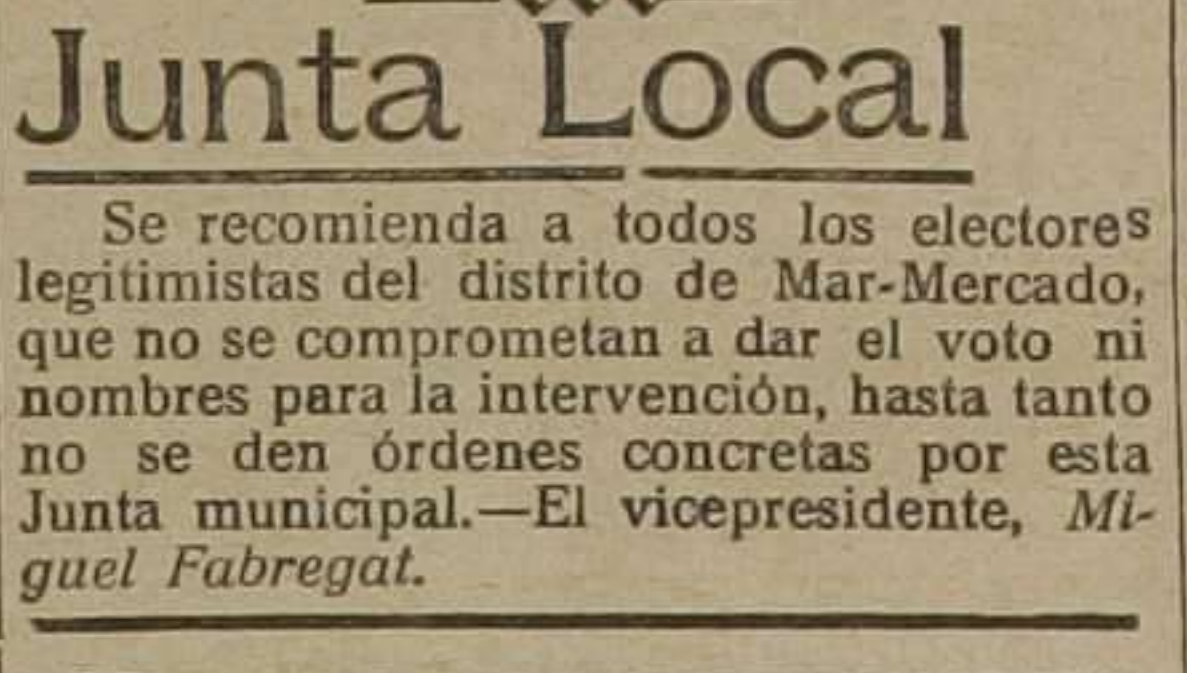 Junta Local
Se recomienda a todos los electores
legitimistas del distrito de Mar-Mercado,
que no se comprometan a dar el voto ni
nombres para la intervención, hasta tanto
no se den órdenes concretas por esta
Junta municipal.—El vicepresidente, Mi-
guel Fabregat.